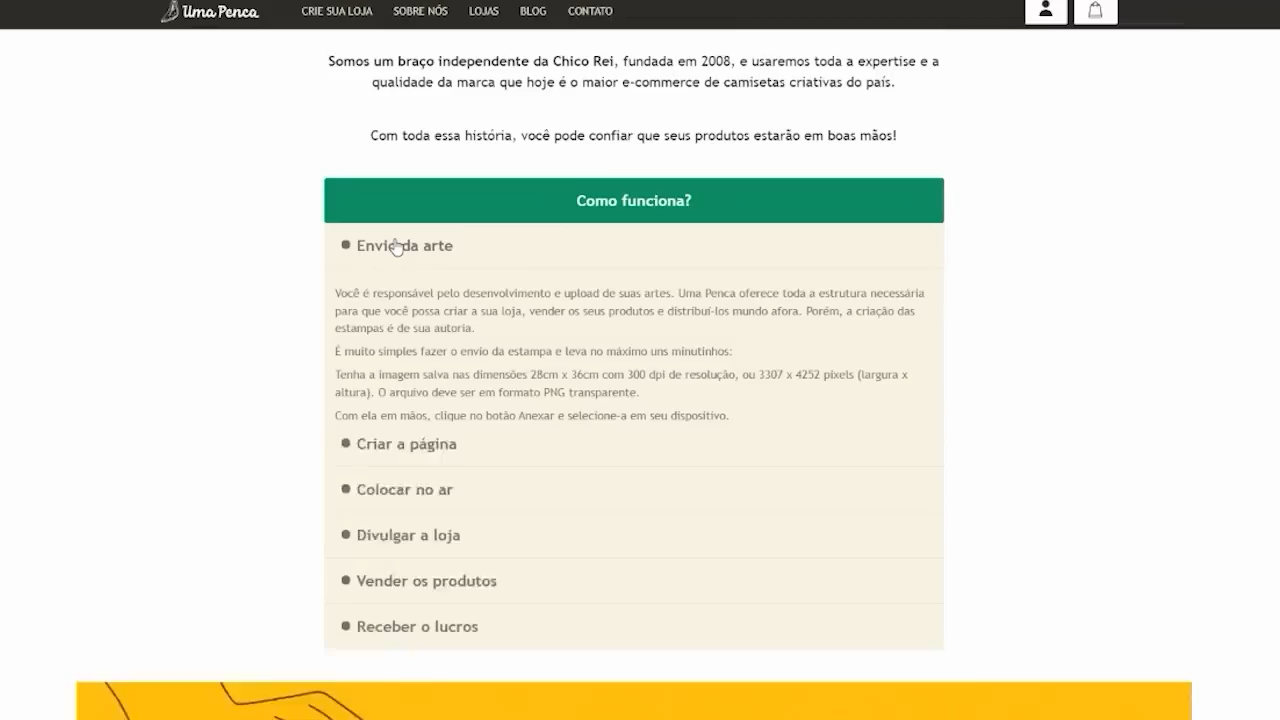 Uma Penca
CRIE SUA LOJA SOBRE NÓS LOJAS BLOG CONTATO
Somos um braço independente da Chico Rei, fundada em 2008, e usaremos toda a expertise e a
qualidade da marca que hoje é o maior e-commerce de camisetas criativas do país.
Com toda essa história, você pode confiar que seus produtos estarão em boas mãos!
Como funciona?
Envio da arte
Você é responsável pelo desenvolvimento e upload de suas artes. Uma Penca oferece toda a estrutura necessária
para que você possa criar a sua loja, vender os seus produtos e distribuí-los mundo afora. Porém, a criação das
estampas é de sua autoria.
É muito simples fazer o envio da estampa e leva no máximo uns minutinhos:
Tenha a imagem salva nas dimensões 28cm x 36cm com 300 dpi de resolução, ou 3307 x 4252 pixels (largura x
altura). O arquivo deve ser em formato PNG transparente.
Com ela em mãos, clique no botão Anexar e selecione-a em seu dispositivo.
Criar a página
Colocar no ar
Divulgar a loja
Vender os produtos
Receber o lucros